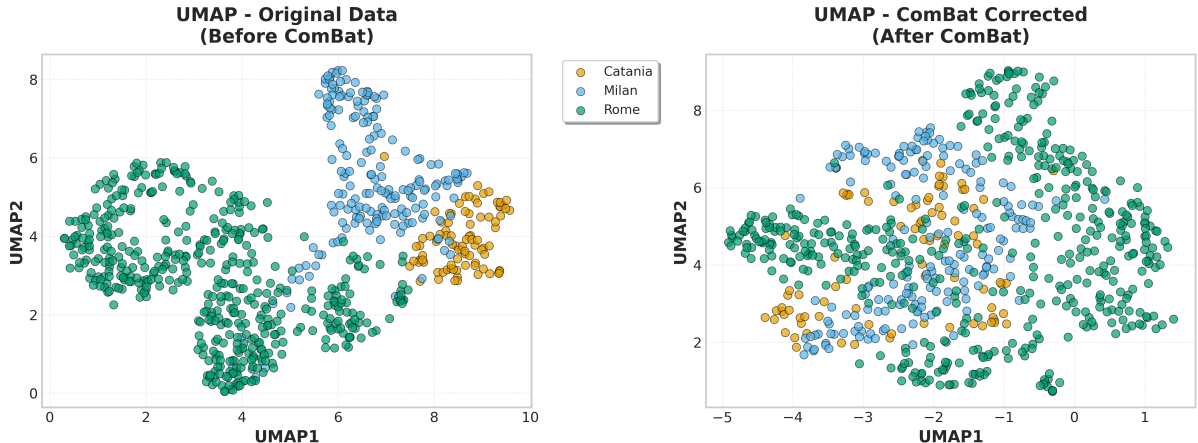 UMAP - Original Data
(Before ComBat)
8
6
4
2
0
UMAP2
0 2 4 6 8 10
UMAP1
Catania
Milan
Rome
UMAP - ComBat Corrected
(After ComBat)
8
6
4
2
UMAP2
−5 −4 −3 −2 −1 0 1
UMAP1